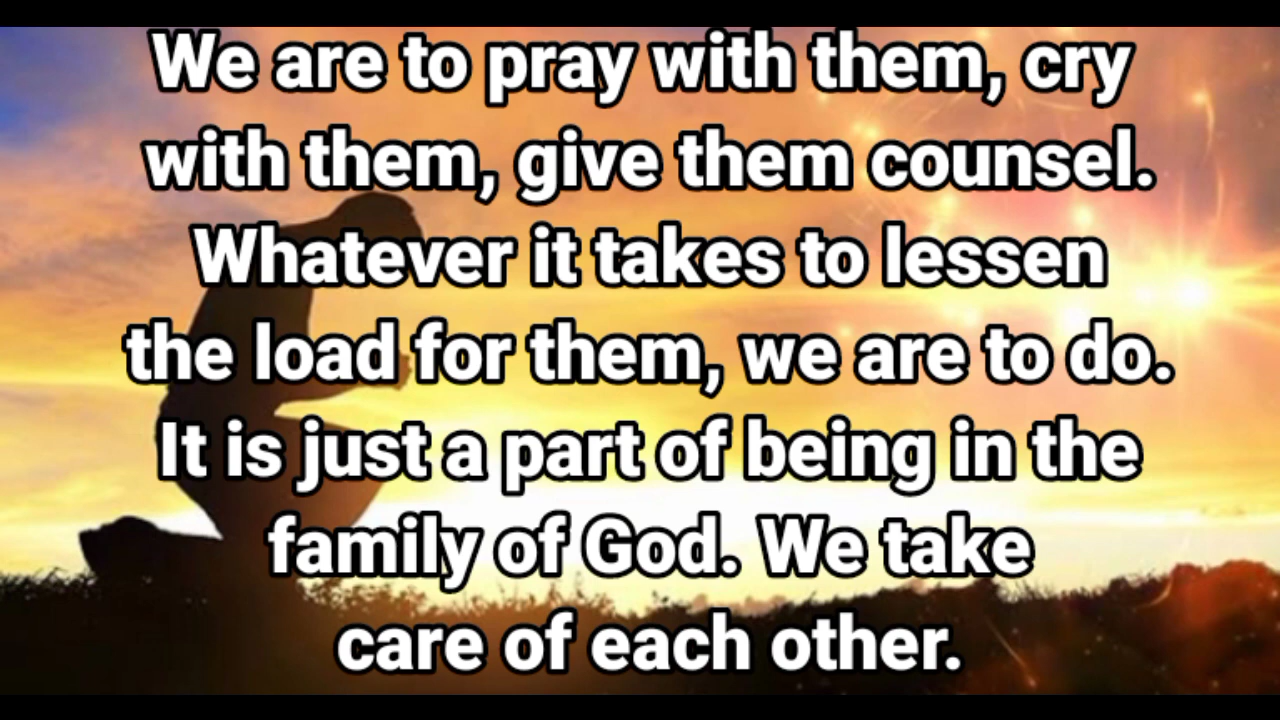 We are to pray with them, cry
with them, give them counsel.
Whatever it takes to lessen
the load for them, we are to do.
It is just a part of being in the
family of God. We take
care of each other.